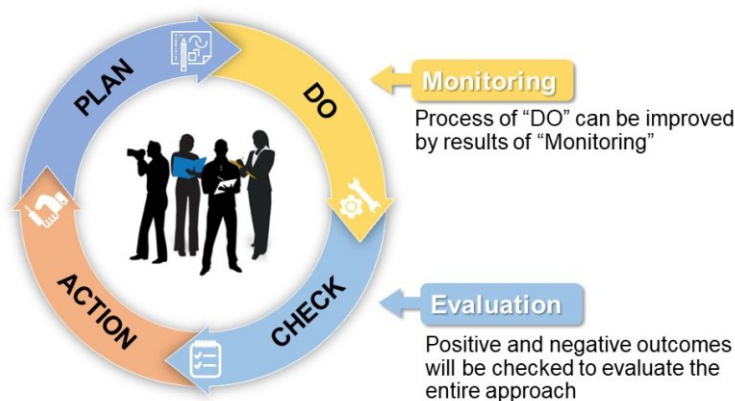 PLAN
DO
Monitoring
Process of “DO” can be improved
by results of “Monitoring”
ACTION
CHECK
Evaluation
Positive and negative outcomes
will be checked to evaluate the
entire approach